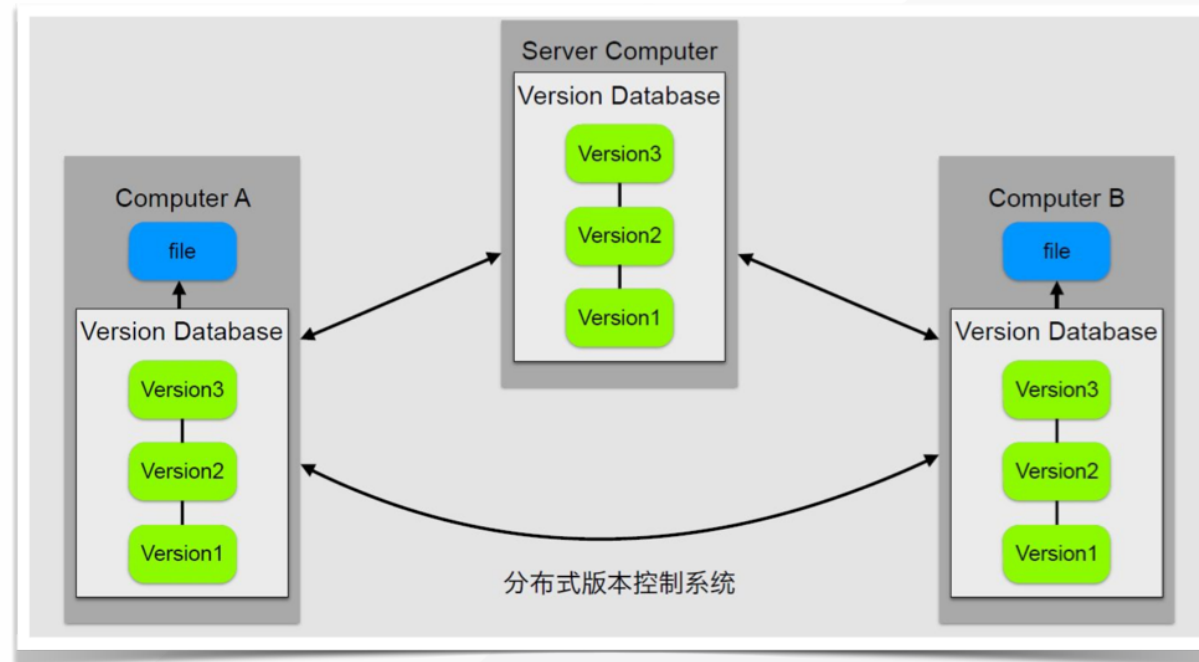 Server Computer
Version Database
Version3
Version2
Version1
Computer A
file
Version Database
Version3
Version2
Version1
Computer B
file
Version Database
Version3
Version2
Version1
分布式版本控制系统